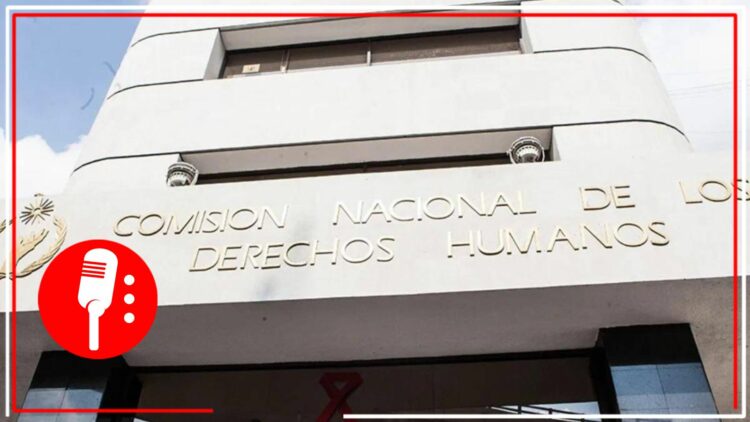 COMISION NACIONAL DE LOS
DERECHOS HUMANOS